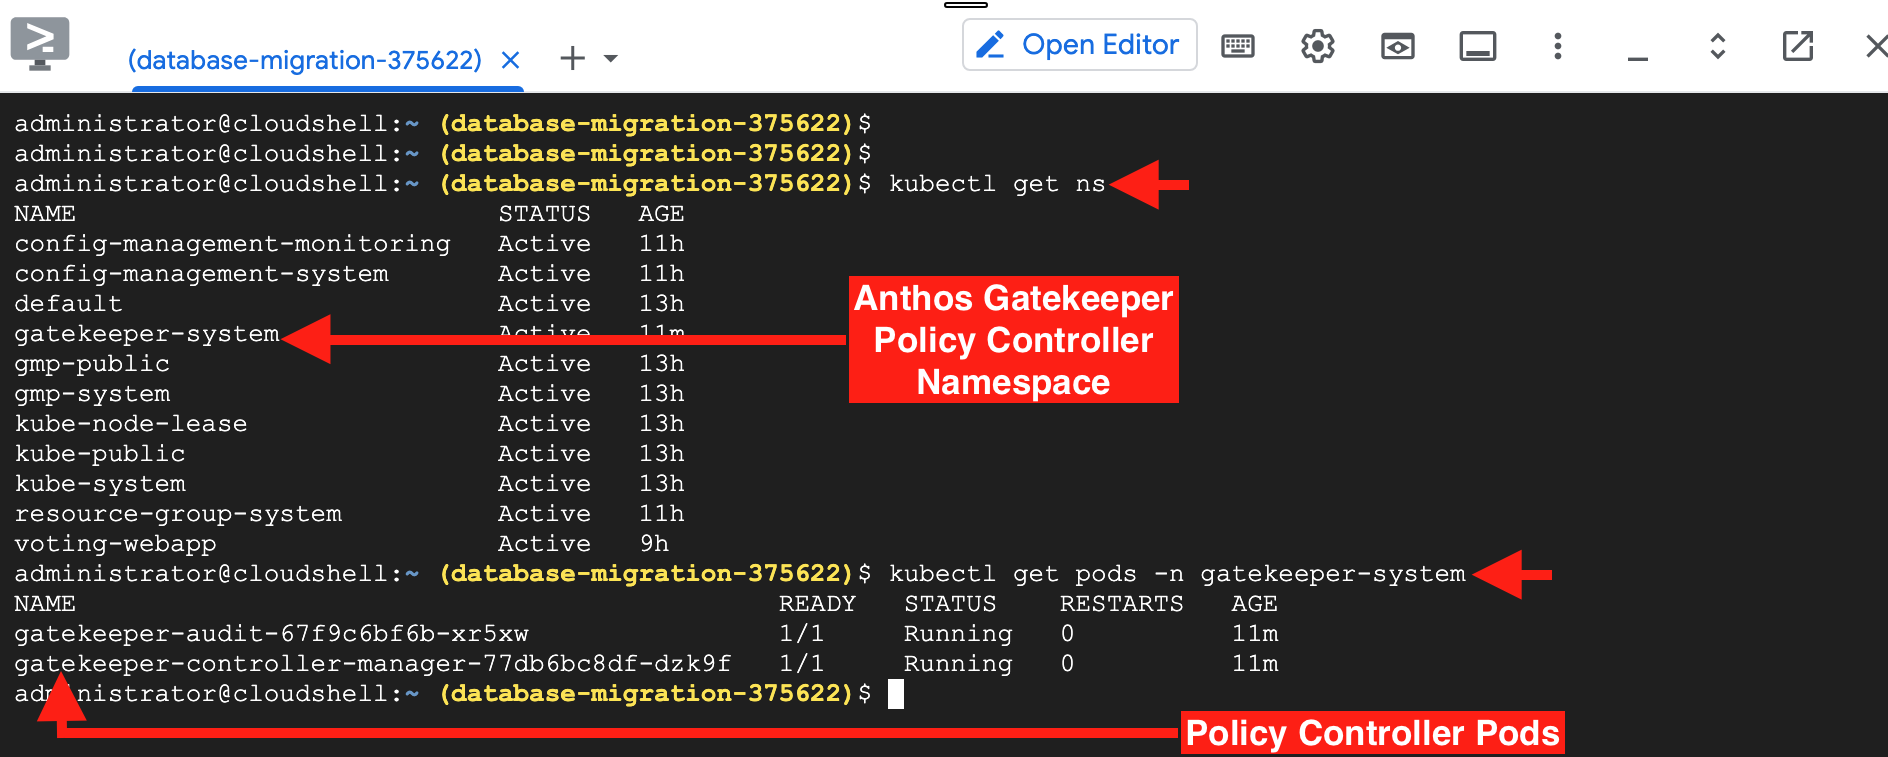 (database-migration-375622)
Open Editor
administrator@cloudshell:~ (database-migration-375622)$
administrator@cloudshell:~ (database-migration-375622)$
administrator@cloudshell:~ (database-migration-375622)$ kubectl get ns
NAME STATUS AGE
config-management-monitoring Active 11h
config-management-system Active 11h
default Active 13h
gatekeeper-system Active 11m
gmp-public Active 13h
gmp-system Active 13h
kube-node-lease Active 13h
kube-public Active 13h
kube-system Active 13h
resource-group-system Active 11h
voting-webapp Active 9h
Anthos Gatekeeper
Policy Controller
Namespace
administrator@cloudshell:~ (database-migration-375622)$ kubectl get pods -n gatekeeper-system
NAME READY STATUS RESTARTS AGE
gatekeeper-audit-67f9c6bf6b-xr5xw 1/1 Running 0 11m
gatekeeper-controller-manager-77db6bc8df-dzk9f 1/1 Running 0 11m
administrator@cloudshell:~ (database-migration-375622)$
Policy Controller Pods